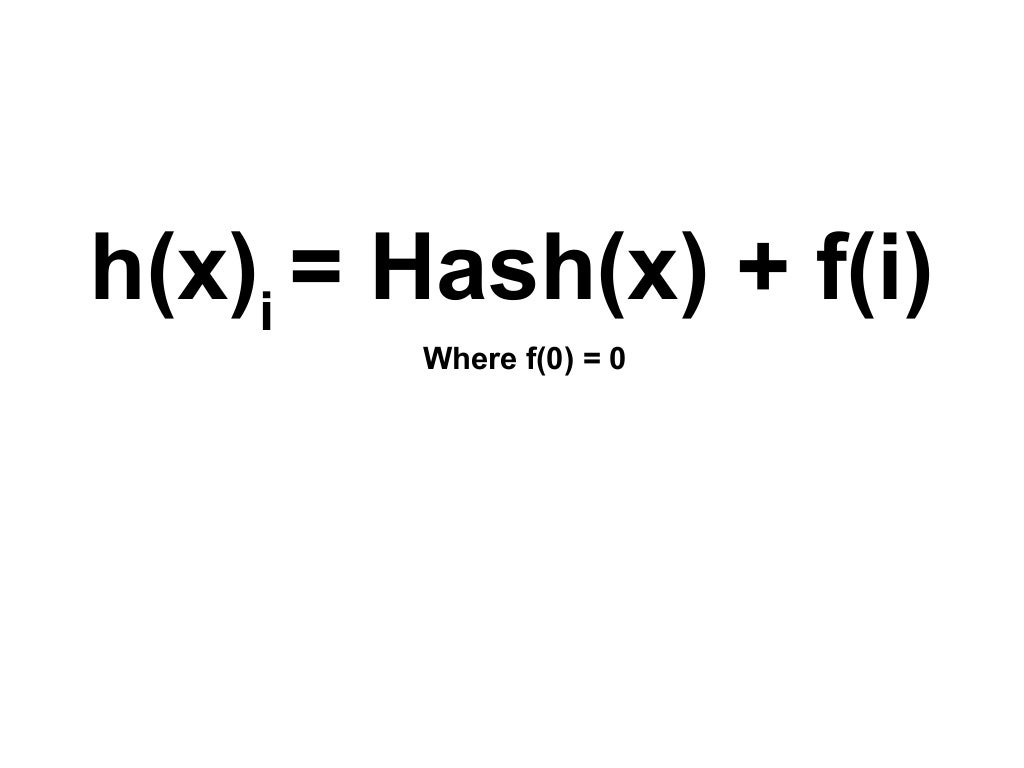 h(x)i = Hash(x) + f(i)
Where f(0) = 0